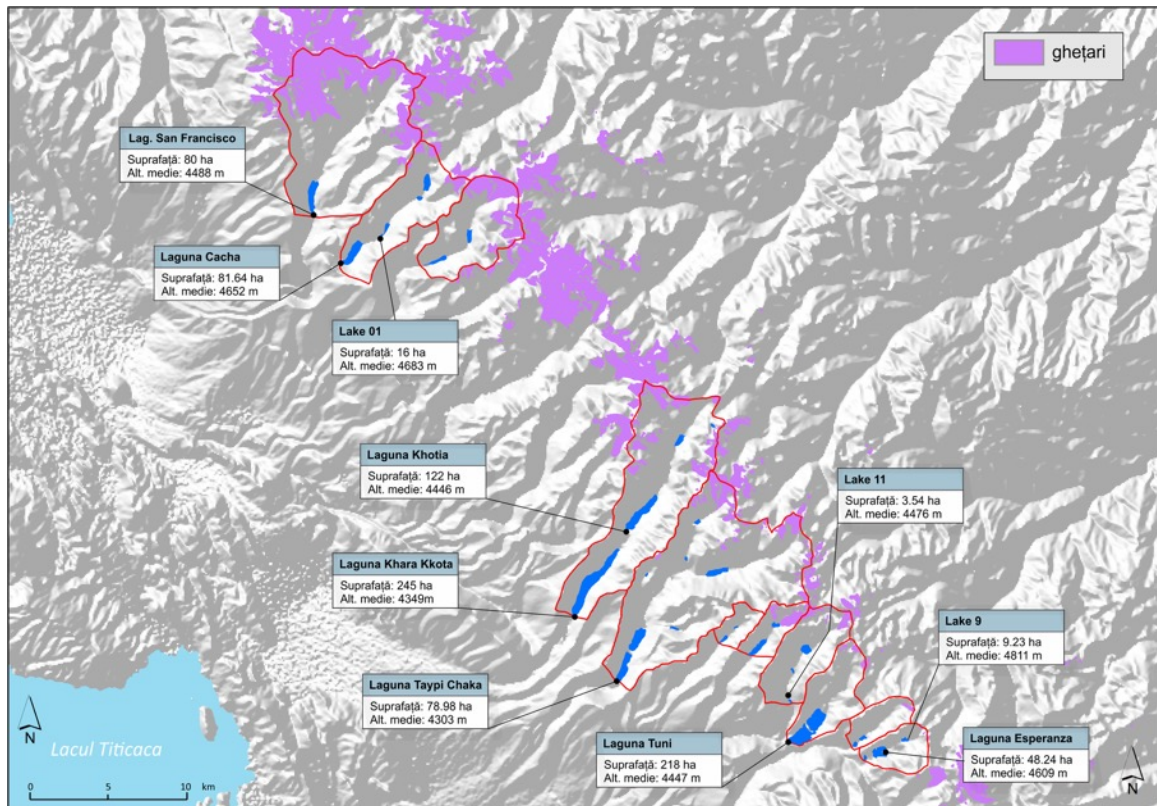 ghețari
Lag. San Francisco
Suprafață: 80 ha
Alt. medie: 4488 m
Laguna Cacha
Suprafață: 81.64 ha
Alt. medie: 4652 m
Lake 01
Suprafață: 16 ha
Alt. medie: 4683 m
Laguna Khotia
Suprafață: 122 ha
Alt. medie: 4446 m
Lake 11
Suprafață: 3.54 ha
Alt. medie: 4476 m
Laguna Khara Kkota
Suprafață: 245 ha
Alt. medie: 4349m
Lake 9
Suprafață: 9.23 ha
Alt. medie: 4811 m
Laguna Taypi Chaka
Suprafață: 78.98 ha
Alt. medie: 4303 m
Laguna Tuni
Suprafață: 218 ha
Alt. medie: 4447 m
Laguna Esperanza
Suprafață: 48.24 ha
Alt. medie: 4609 m
N
Lacul Titicaca
0 5 10 km
N